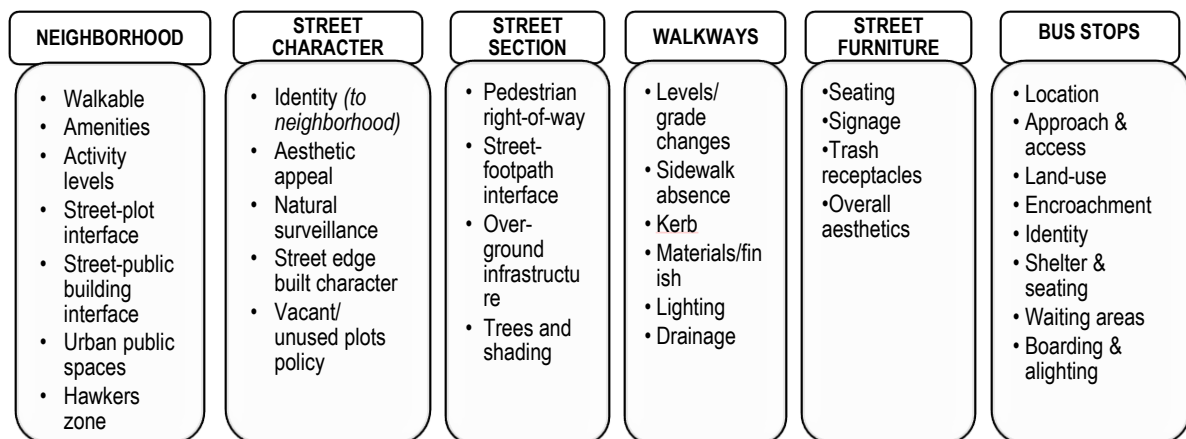 NEIGHBORHOOD
• Walkable
• Amenities
• Activity
levels
• Street-plot
interface
• Street-public
building
interface
• Urban public
spaces
• Hawkers
zone
STREET
CHARACTER
• Identity (to
neighborhood)
• Aesthetic
appeal
• Natural
surveillance
• Street edge
built character
• Vacant/
unused plots
policy
STREET
SECTION
• Pedestrian
right-of-way
• Street-
footpath
interface
• Over-
ground
infrastructu
re
• Trees and
shading
WALKWAYS
• Levels/
grade
changes
• Sidewalk
absence
• Kerb
• Materials/fin
ish
• Lighting
• Drainage
STREET
FURNITURE
•Seating
•Signage
•Trash
receptacles
•Overall
aesthetics
BUS STOPS
• Location
• Approach &
access
• Land-use
• Encroachment
• Identity
• Shelter &
seating
• Waiting areas
• Boarding &
alighting